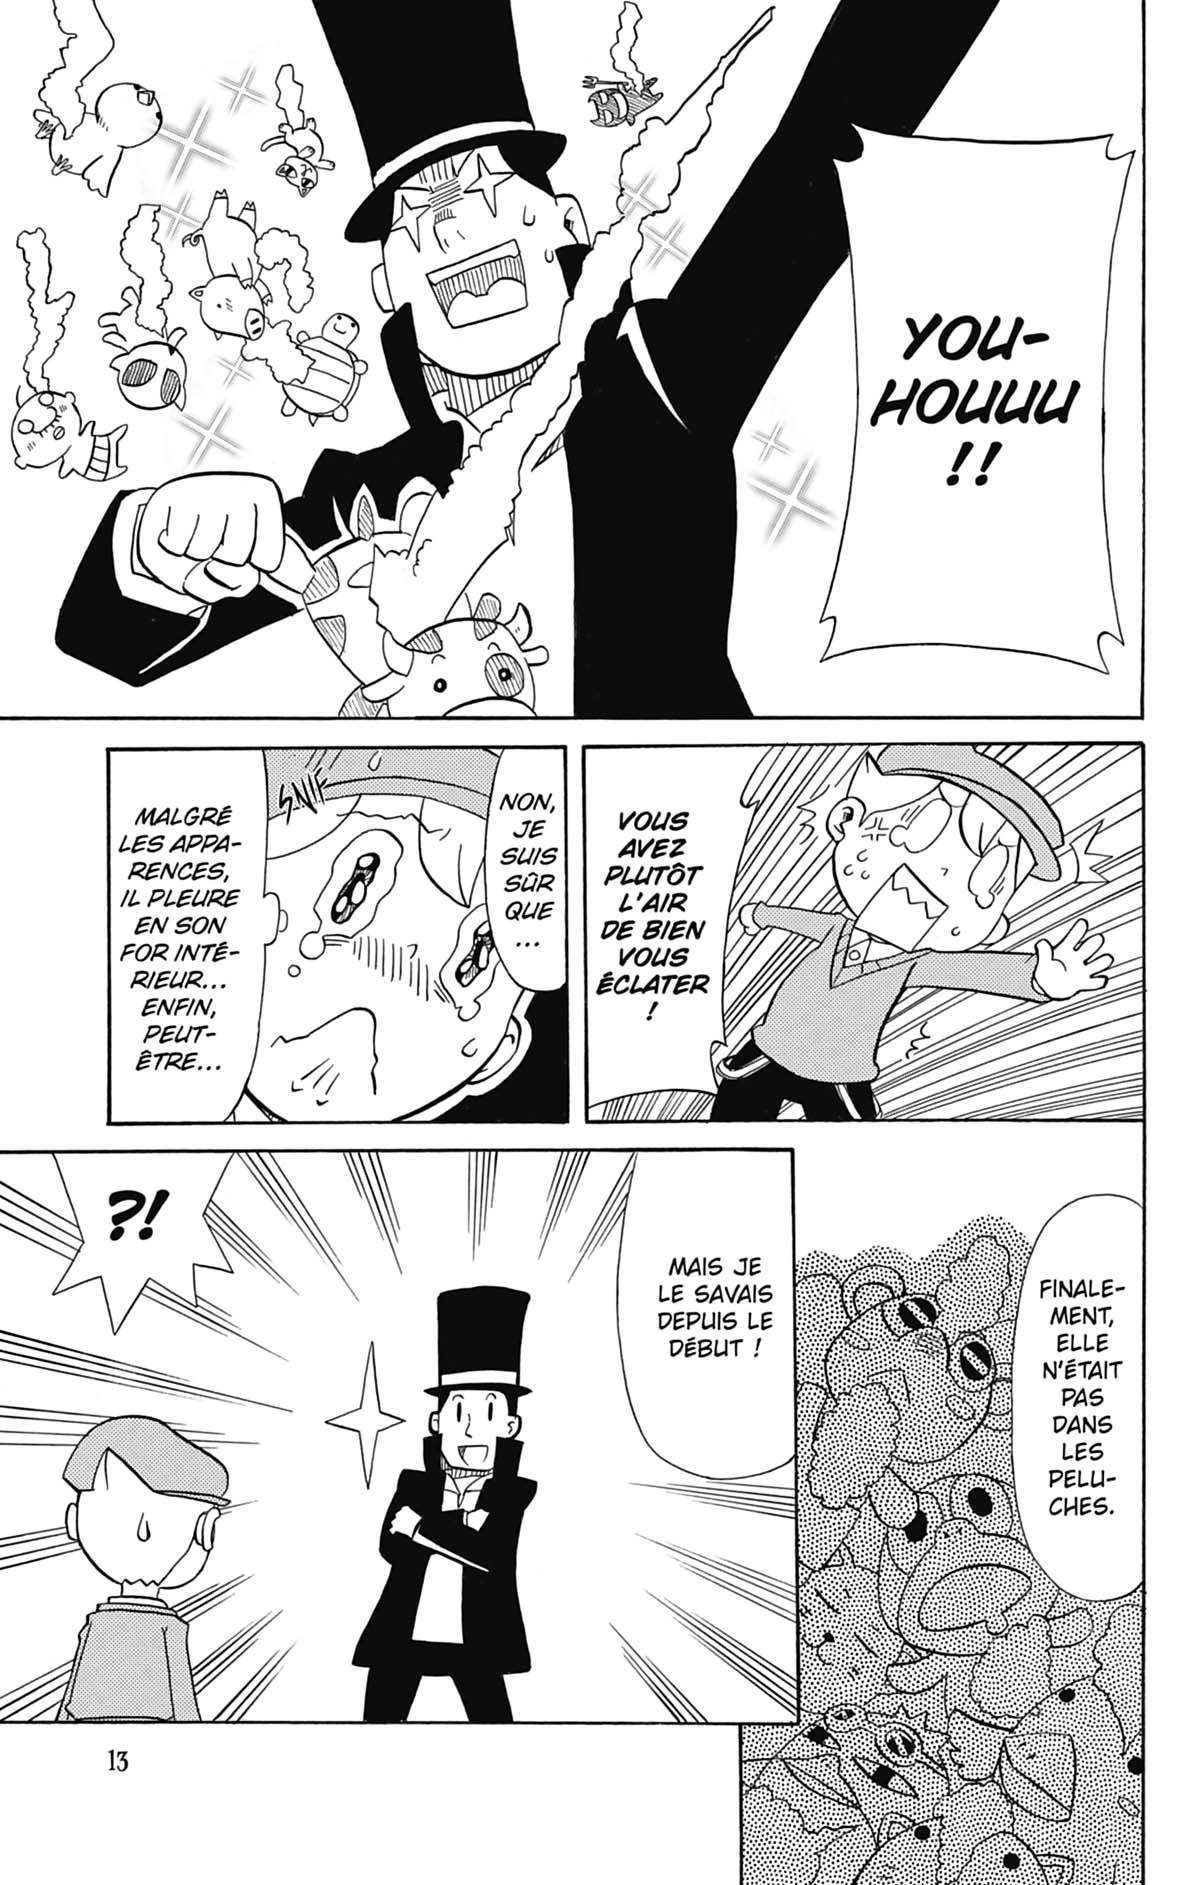 YOU-
HOUUU
!!
VOUS
AVEZ
PLUTÔT
L'AIR
DE BIEN
VOUS
ÉCLATER
!
NON,
JE
SUIS
SÛR
QUE
...
SNIF
MALGRÉ
LES APPA-
RENCES,
IL PLEURE
EN SON
FOR INTÉ-
RIEUR...
ENFIN,
PEUT-
ÊTRE...
FINALE-
MENT,
ELLE
N'ÉTAIT
PAS
DANS
LES
PELU-
CHES.
MAIS JE
LE SAVAIS
DEPUIS LE
DÉBUT !
?!
13